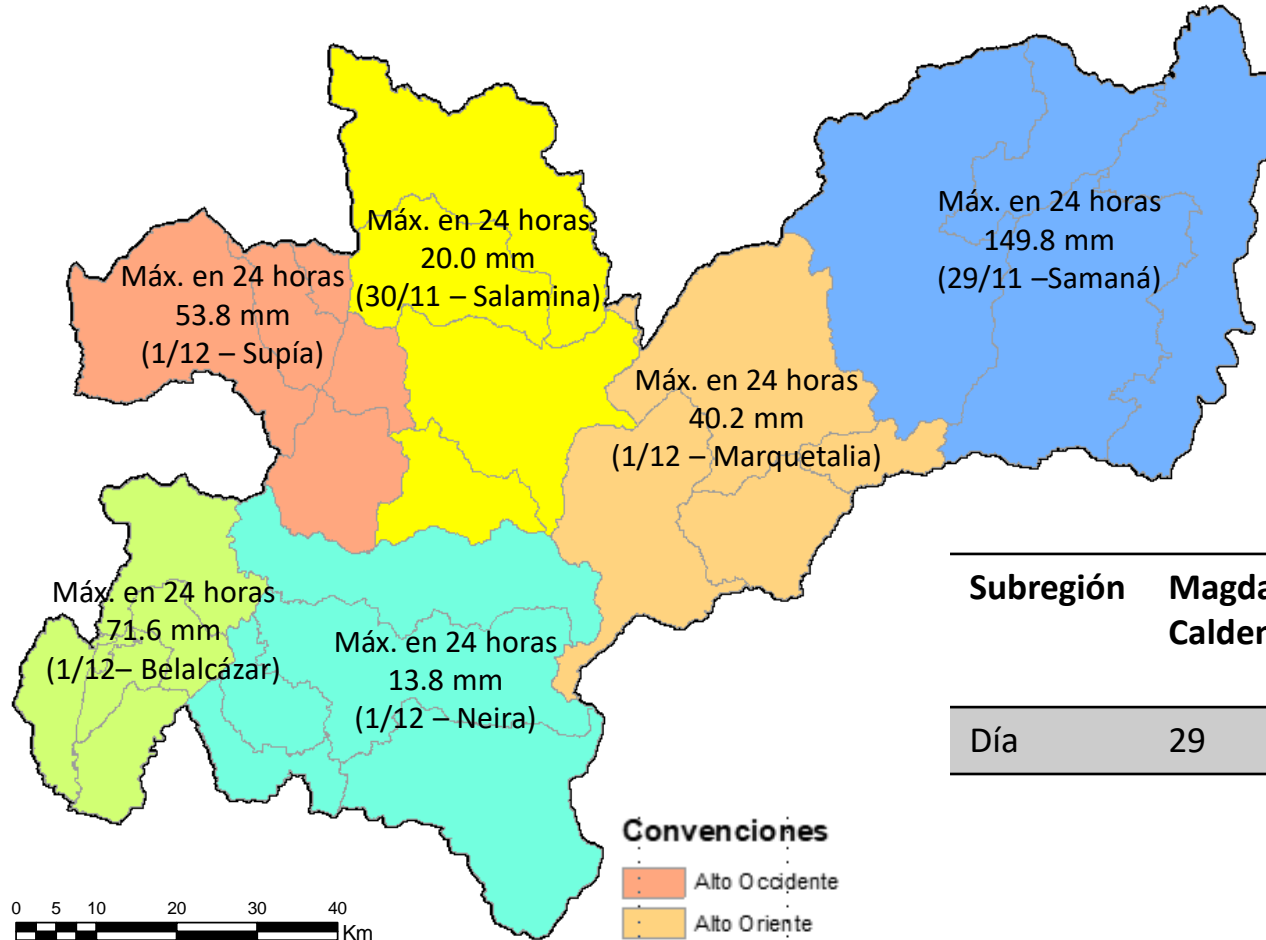 Máx. en 24 horas
20.0 mm
(30/11 – Salamina)
Máx. en 24 horas
149.8 mm
(29/11 –Samaná)
Máx. en 24 horas
53.8 mm
(1/12 – Supía)
Máx. en 24 horas
40.2 mm
(1/12 – Marquetalia)
Máx. en 24 horas
71.6 mm
(1/12– Belalcázar)
Máx. en 24 horas
13.8 mm
(1/12 – Neira)
Subregión Magda
Calder
Día 29
Convenciones
Alto Occidente
Alto Oriente
0 5 10 20 30 40
Km